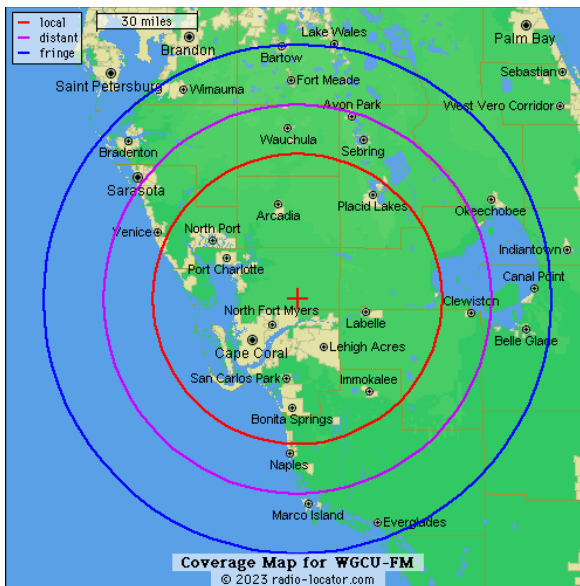 local
distant
fringe
30 miles
Lake Wales
Palm Bay
Brandon
Bartow
Sebastian
Saint Petersburg
Fort Meade
Winauma
Avon Park
West Vero Corridor
Wauchula
Bradenton
Sebring
Sarasota
Placid Lakes
Okeechobee
Arcadia
Venice
North Port
Indiantown
Port Charlotte
Canal Point
North Fort Myers
Labelle
Clewiston
Belle Glade
Cape Coral
Lehigh Acres
San Carlos Park
Immokalee
Bonita Springs
Naples
Marco Island
Everglades
Coverage Map for WGCU-FM
© 2023 radio-locator.com